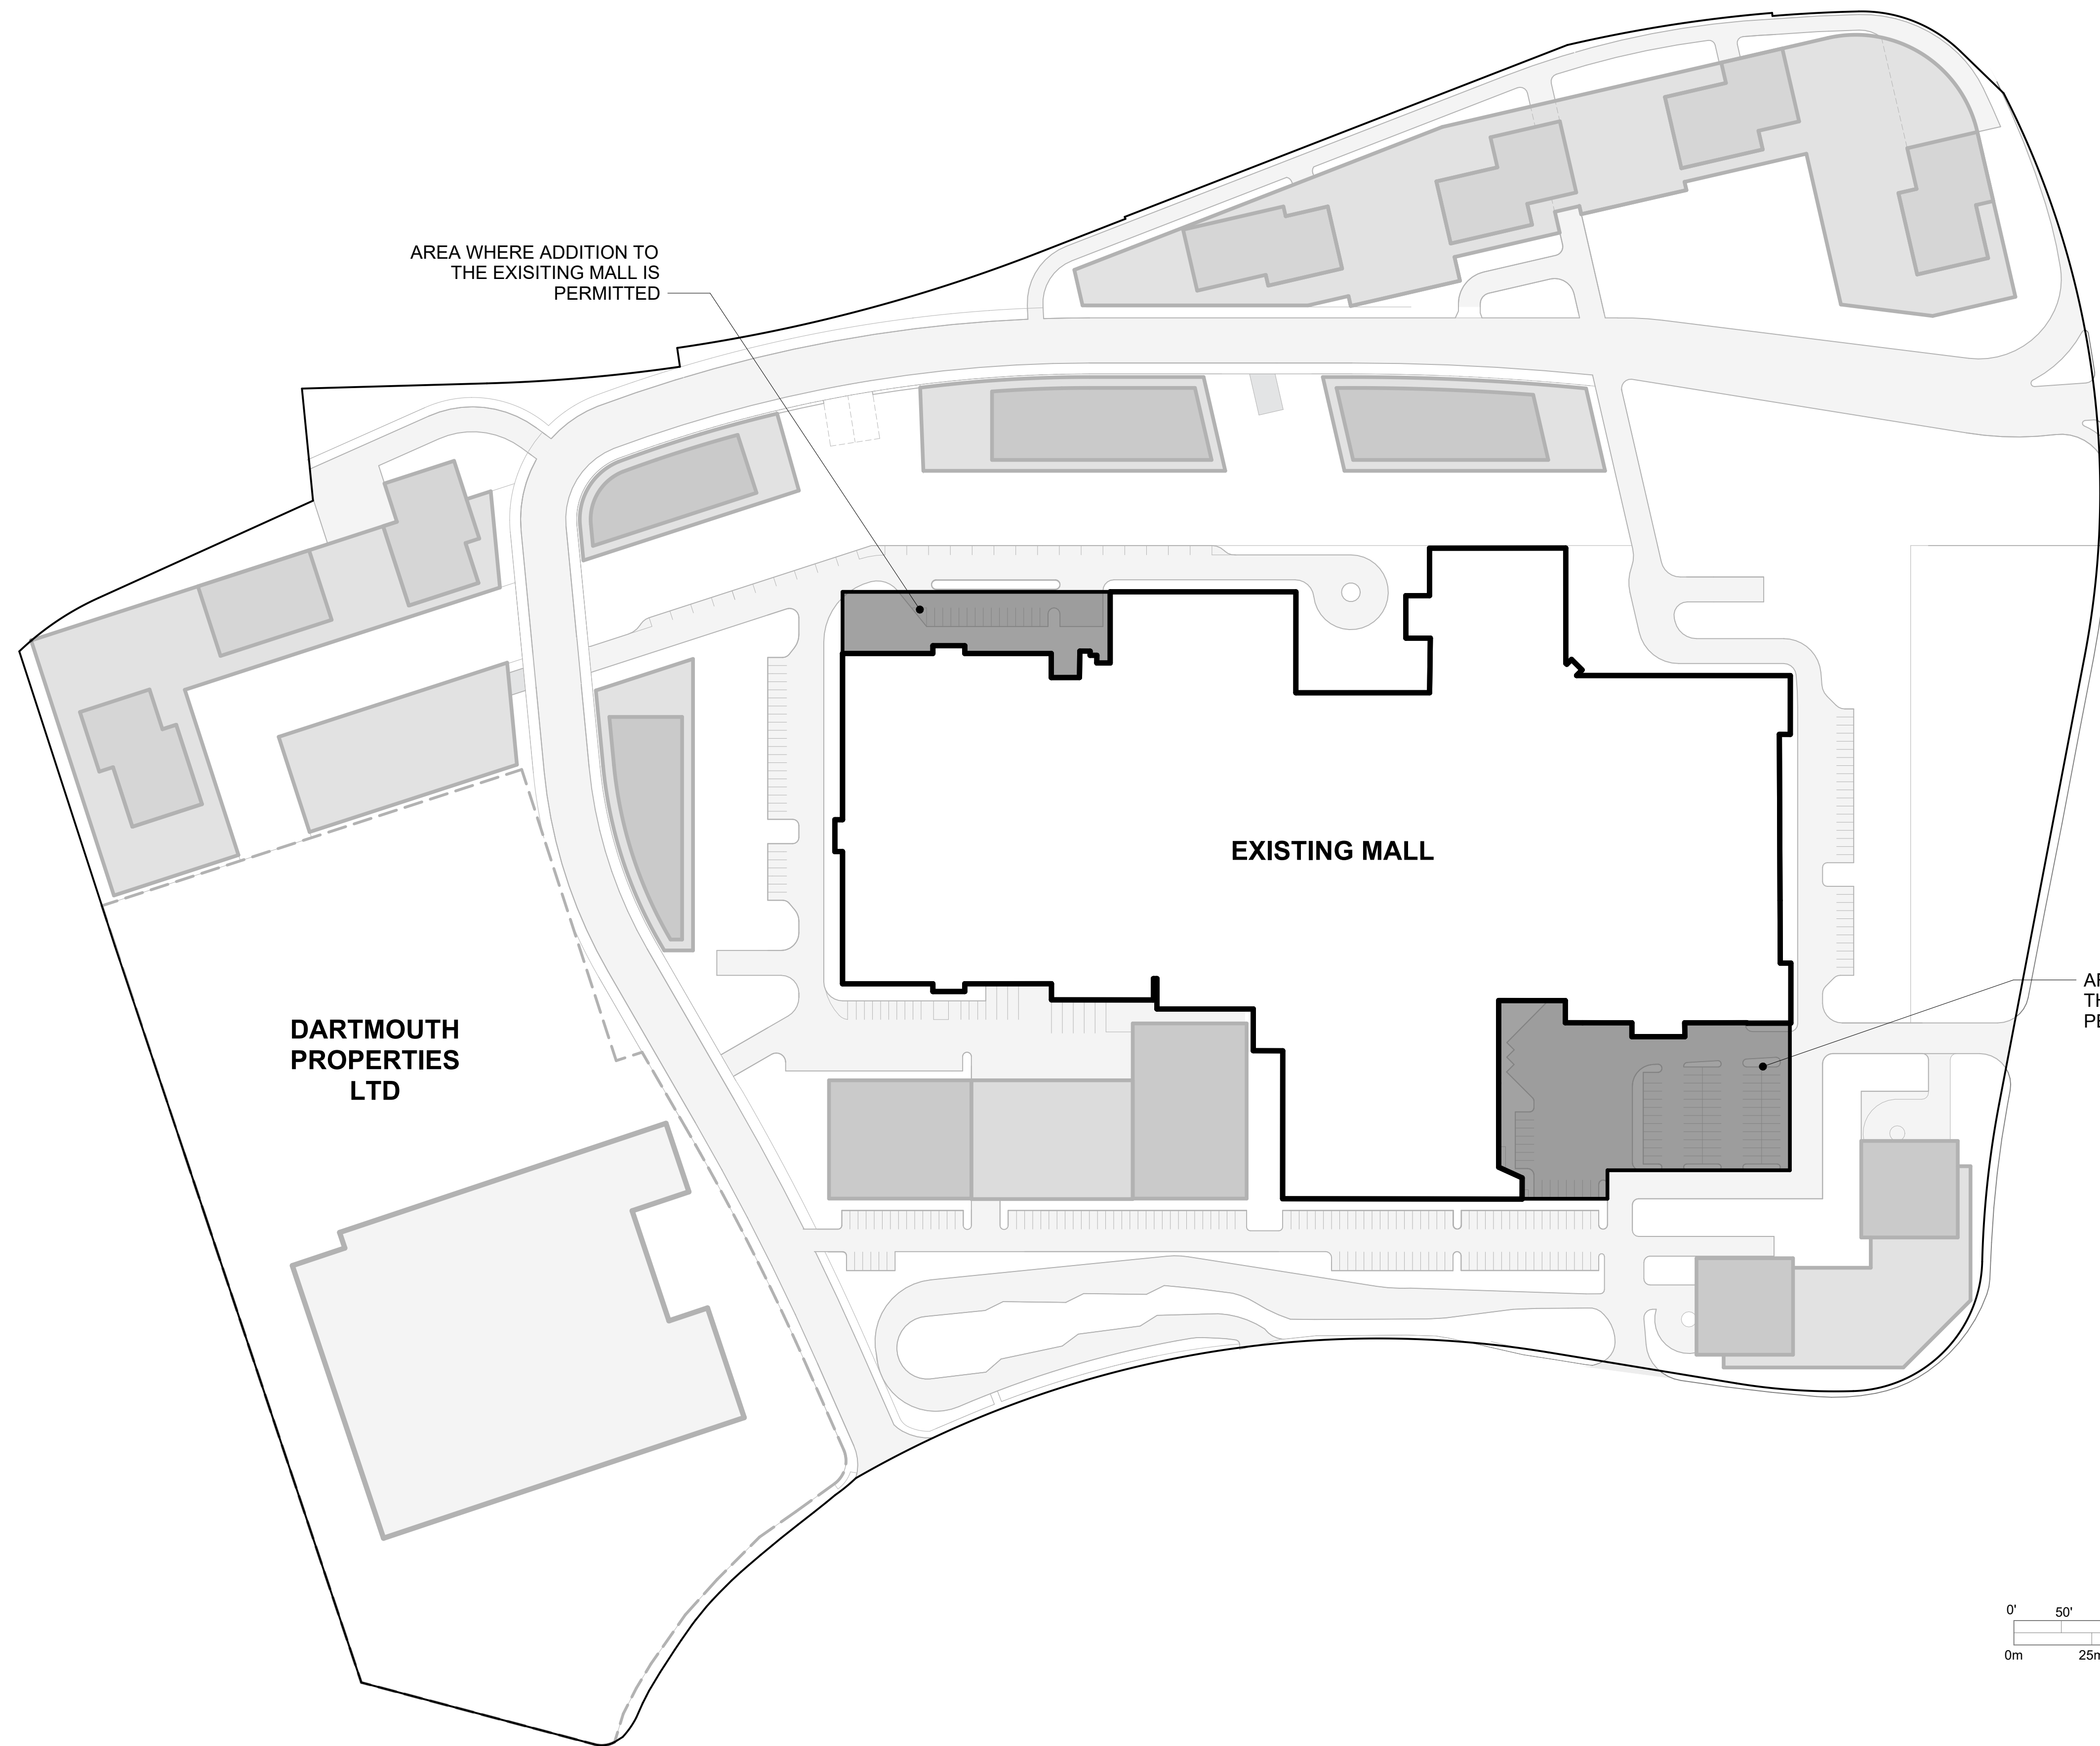 AREA WHERE ADDITION TO
THE EXISITING MALL IS
PERMITTED
EXISTING MALL
DARTMOUTH
PROPERTIES
LTD
0' 50'
0m